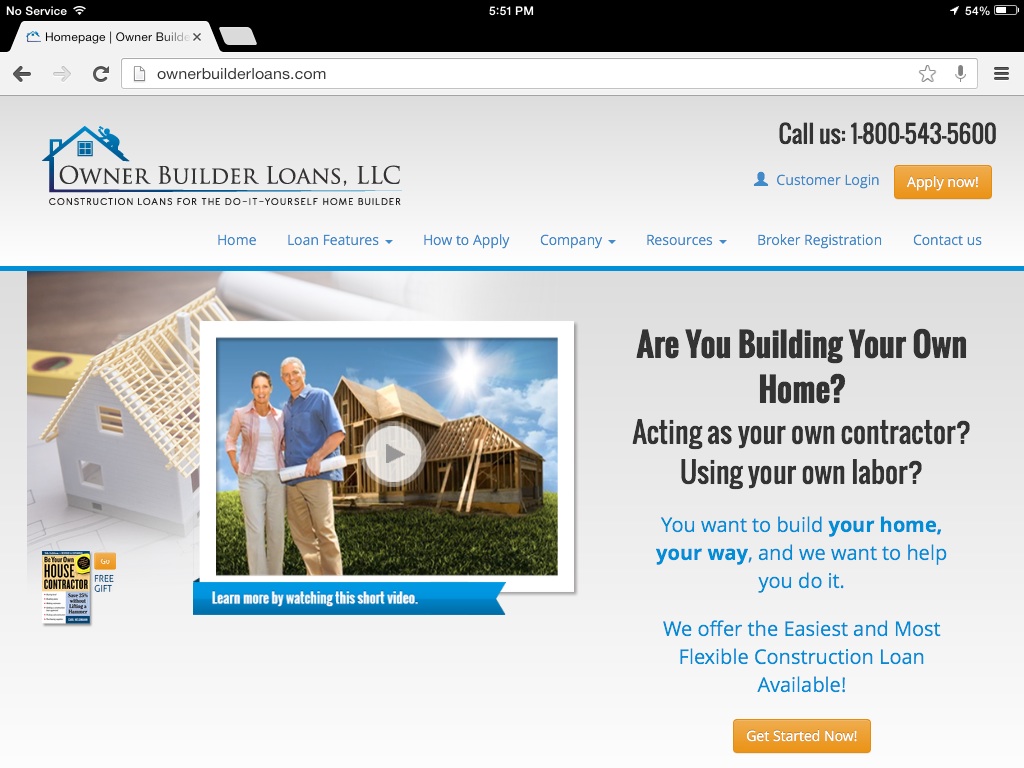 No Service 5:51 PM 54%
Homepage | Owner Builde
ownerbuilderloans.com
Call us: 1-800-543-5600
OWNER BUILDER LOANS, LLC
CONSTRUCTION LOANS FOR THE DO-IT-YOURSELF HOME BUILDER
Customer Login Apply now!
Home Loan Features How to Apply Company Resources Broker Registration Contact us
Are You Building Your Own
Home?
Acting as your own contractor?
Using your own labor?
You want to build your home,
your way, and we want to help
you do it.
We offer the Easiest and Most
Flexible Construction Loan
Available!
Get Started Now!
Be Your Own
HOUSE
CONTRACTOR
Save 25%
without
Lifting a
Hammer
Go
FREE
GIFT
Learn more by watching this short video.